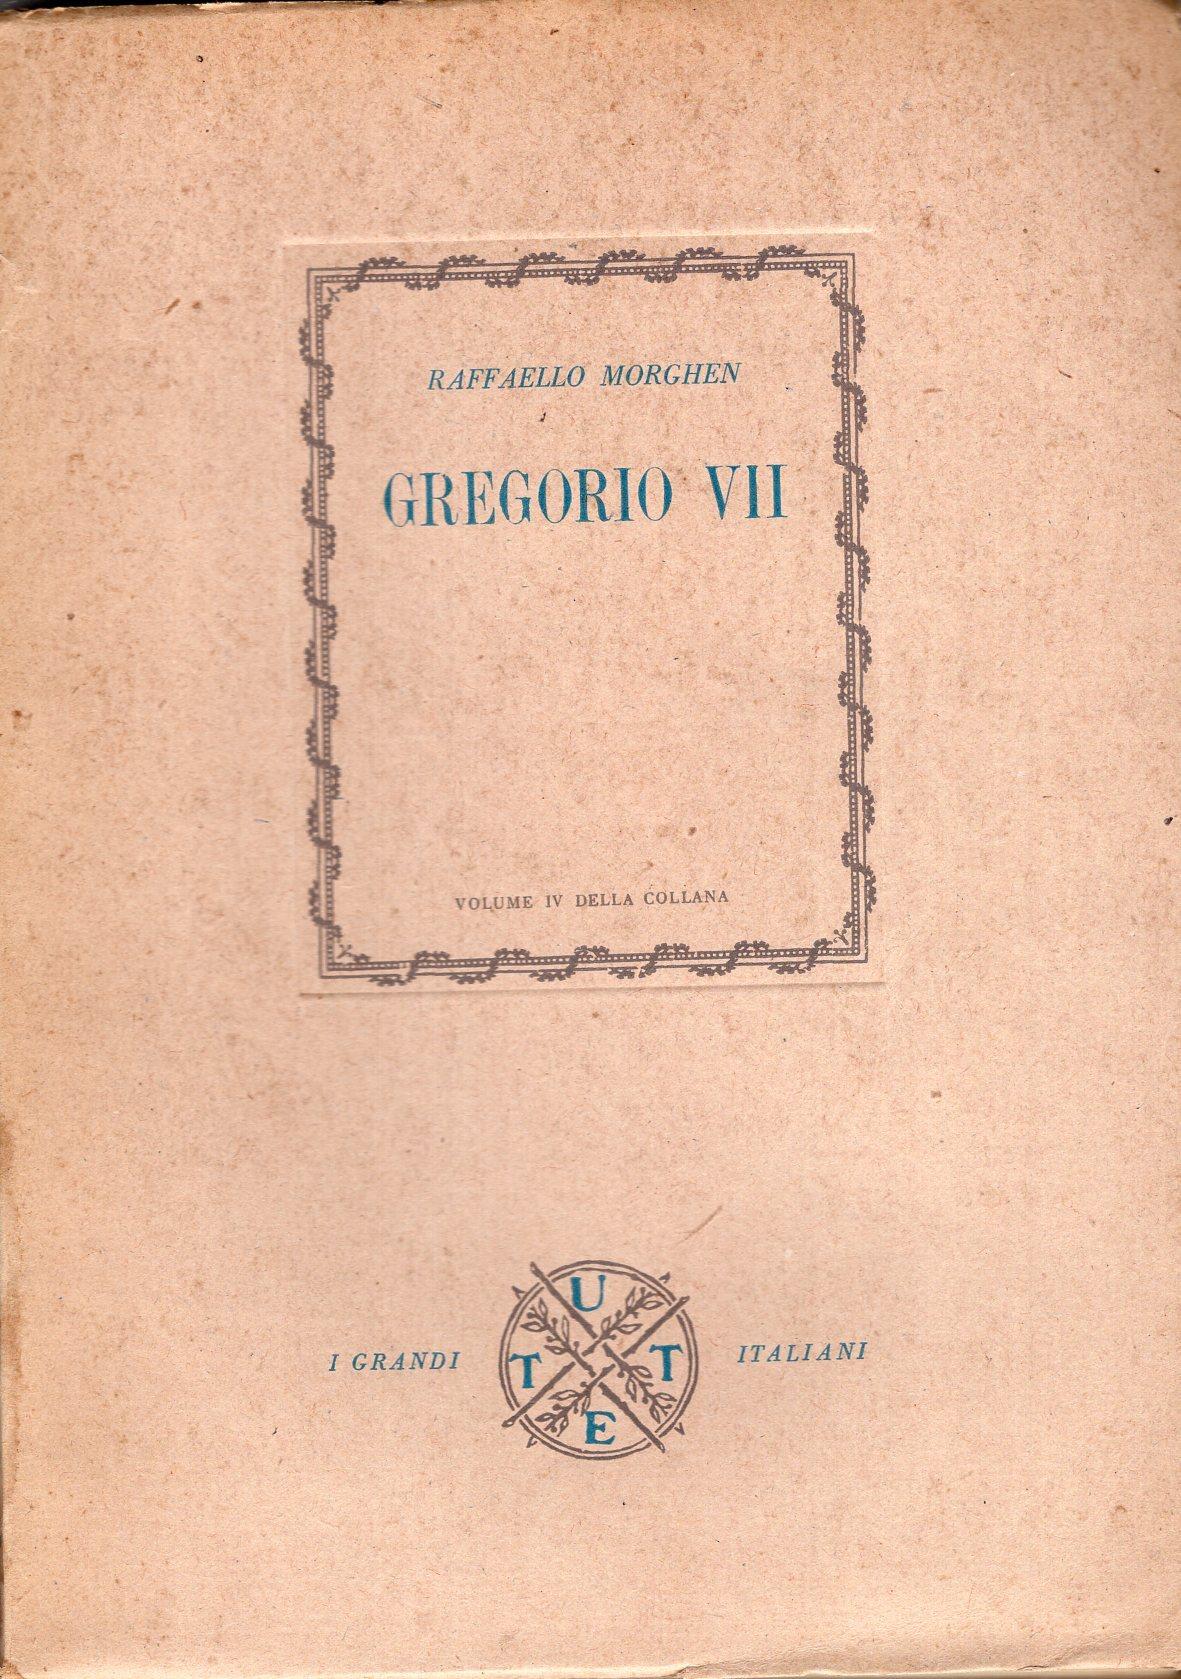 RAFFAELLO MORGHEN
GREGORIO VII
VOLUME IV DELLA COLLANA
I GRANDI
U
T
T
E
ITALIANI